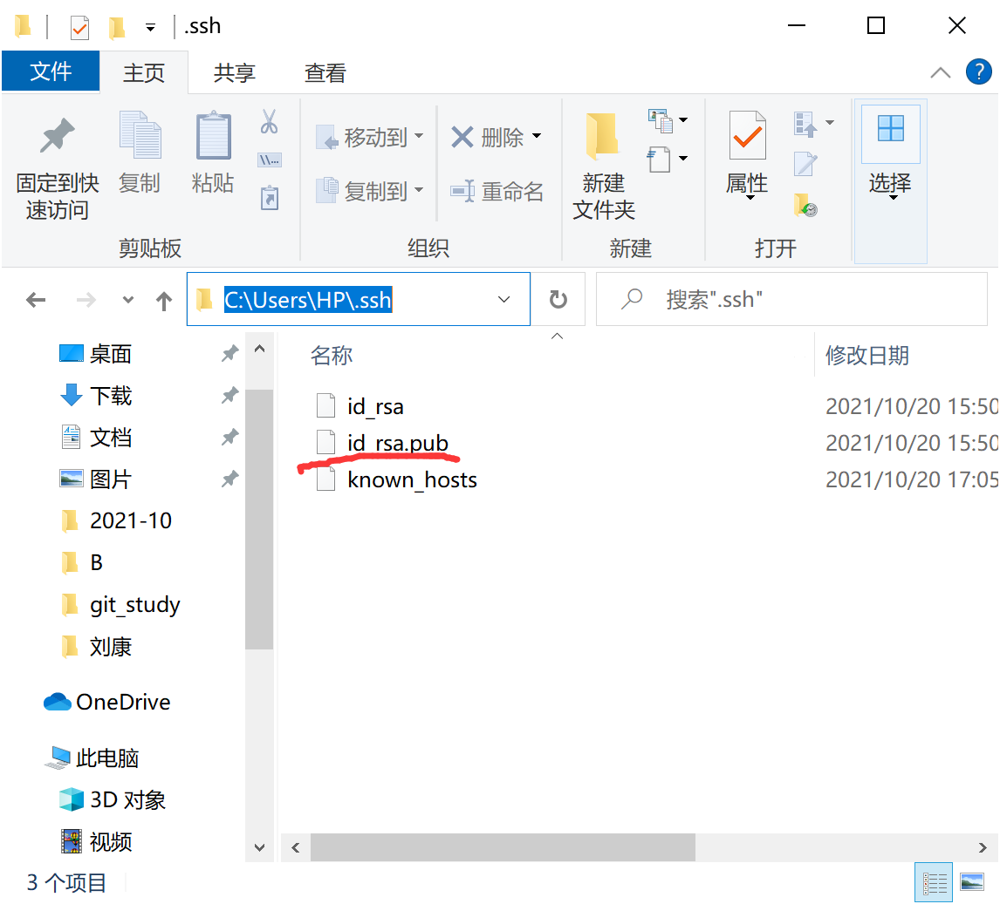 .ssh
文件 主页 共享 查看
固定到快速访问 复制 粘贴 移动到 复制到 删除 重命名 新建文件夹 属性 选择
剪贴板 组织 新建 打开
C:\Users\HP\.ssh 搜索".ssh"
名称 修改日期
id_rsa 2021/10/20 15:50
id_rsa.pub 2021/10/20 15:50
known_hosts 2021/10/20 17:05
桌面
下载
文档
图片
2021-10
B
git_study
刘康
OneDrive
此电脑
3D 对象
视频
3 个项目